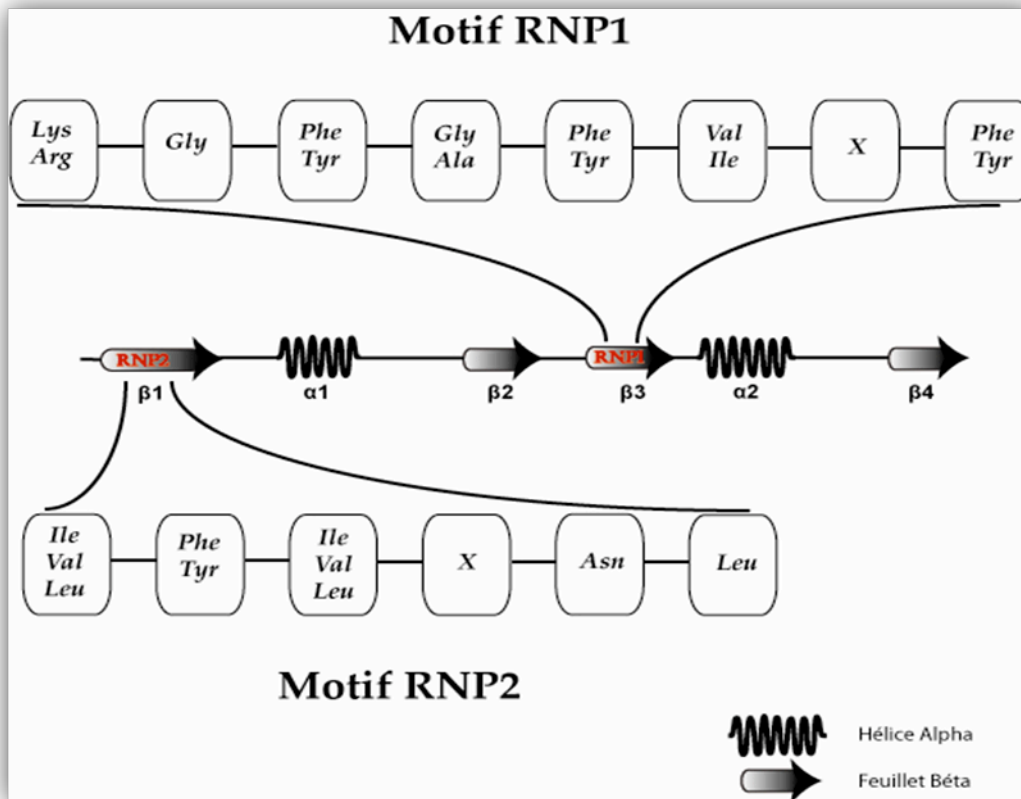 Motif RNP1
Lys
Arg
Gly
Phe
Tyr
Gly
Ala
Phe
Tyr
Val
Ile
X
Phe
Tyr
RNP2
RNP1
β1
α1
β2
β3
α2
β4
Ile
Val
Leu
Phe
Tyr
Ile
Val
Leu
X
Asn
Leu
Motif RNP2
Hélice Alpha
Feuillet Béta